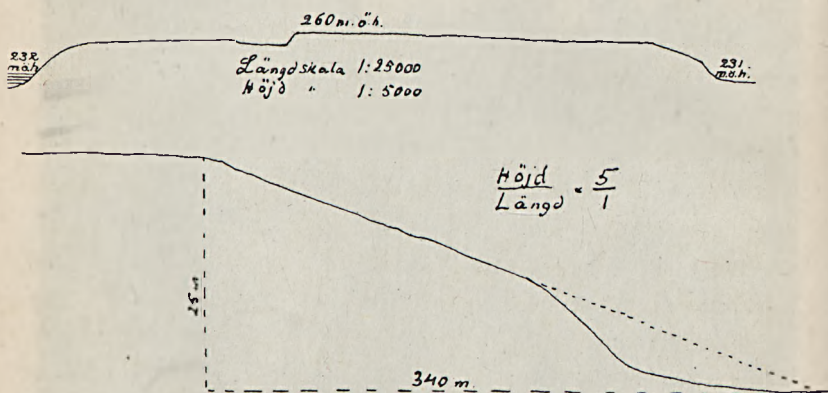 260 m. ö. h.
232
m ö h.
231.
m. ö. h.
Längdskala 1:25000
Höjd " 1:5000
Höjd 5
Längd = 1
25 m
340 m.